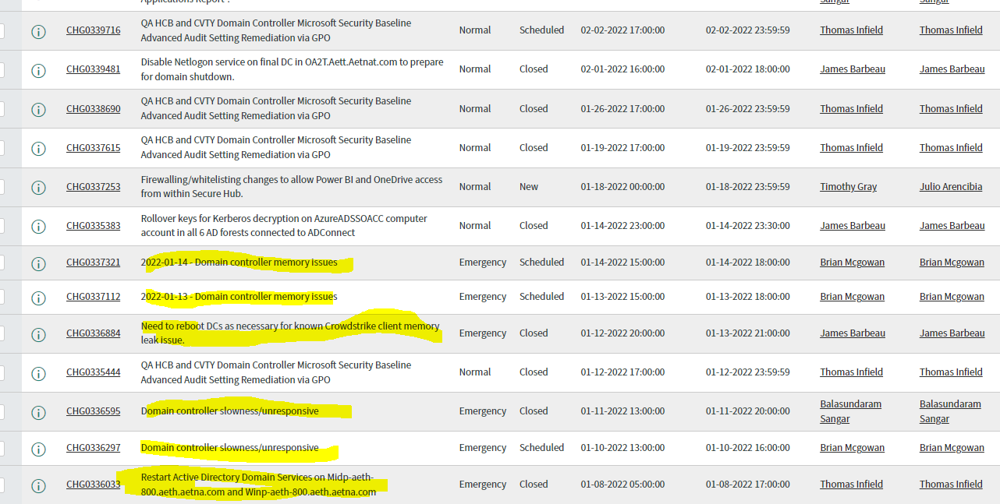 Applications Report".
Sangar Sangar
CHG0339716 QA HCB and CVTY Domain Controller Microsoft Security Baseline Normal Scheduled 02-02-2022 17:00:00 02-02-2022 23:59:59 Thomas Infield Thomas Infield
Advanced Audit Setting Remediation via GPO
CHG0339481 Disable Netlogon service on final DC in OA2T.Aett.Aetnat.com to prepare Normal Closed 02-01-2022 16:00:00 02-01-2022 18:00:00 James Barbeau James Barbeau
for domain shutdown.
CHG0338690 QA HCB and CVTY Domain Controller Microsoft Security Baseline Normal Closed 01-26-2022 17:00:00 01-26-2022 23:59:59 Thomas Infield Thomas Infield
Advanced Audit Setting Remediation via GPO
CHG0337615 QA HCB and CVTY Domain Controller Microsoft Security Baseline Normal Closed 01-19-2022 17:00:00 01-19-2022 23:59:59 Thomas Infield Thomas Infield
Advanced Audit Setting Remediation via GPO
CHG0337253 Firewalling/whitelisting changes to allow Power BI and OneDrive access Normal New 01-18-2022 00:00:00 01-18-2022 23:59:59 Timothy Gray Julio Arencibia
from within Secure Hub.
CHG0335383 Rollover keys for Kerberos decryption on AzureADSSOACC computer Normal Closed 01-14-2022 23:00:00 01-14-2022 23:30:00 James Barbeau James Barbeau
account in all 6 AD forests connected to ADConnect
CHG0337321 2022-01-14 - Domain controller memory issues Emergency Scheduled 01-14-2022 15:00:00 01-14-2022 18:00:00 Brian Mcgowan Brian Mcgowan
CHG0337112 2022-01-13 - Domain controller memory issues Emergency Scheduled 01-13-2022 15:00:00 01-13-2022 18:00:00 Brian Mcgowan Brian Mcgowan
CHG0336884 Need to reboot DCs as necessary for known Crowdstrike client memory Emergency Closed 01-12-2022 20:00:00 01-13-2022 21:00:00 James Barbeau James Barbeau
leak issue.
CHG0335444 QA HCB and CVTY Domain Controller Microsoft Security Baseline Normal Closed 01-12-2022 17:00:00 01-12-2022 23:59:59 Thomas Infield Thomas Infield
Advanced Audit Setting Remediation via GPO
CHG0336595 Domain controller slowness/unresponsive Emergency Closed 01-11-2022 13:00:00 01-11-2022 20:00:00 Balasundaram Balasundaram
Sangar Sangar
CHG0336297 Domain controller slowness/unresponsive Emergency Scheduled 01-10-2022 13:00:00 01-10-2022 16:00:00 Brian Mcgowan Brian Mcgowan
CHG0336033 Restart Active Directory Domain Services on Midp-aeth- Emergency Closed 01-08-2022 05:00:00 01-08-2022 17:00:00 Thomas Infield Thomas Infield
800.aeth.aetna.com and Winp-aeth-800.aeth.aetna.com